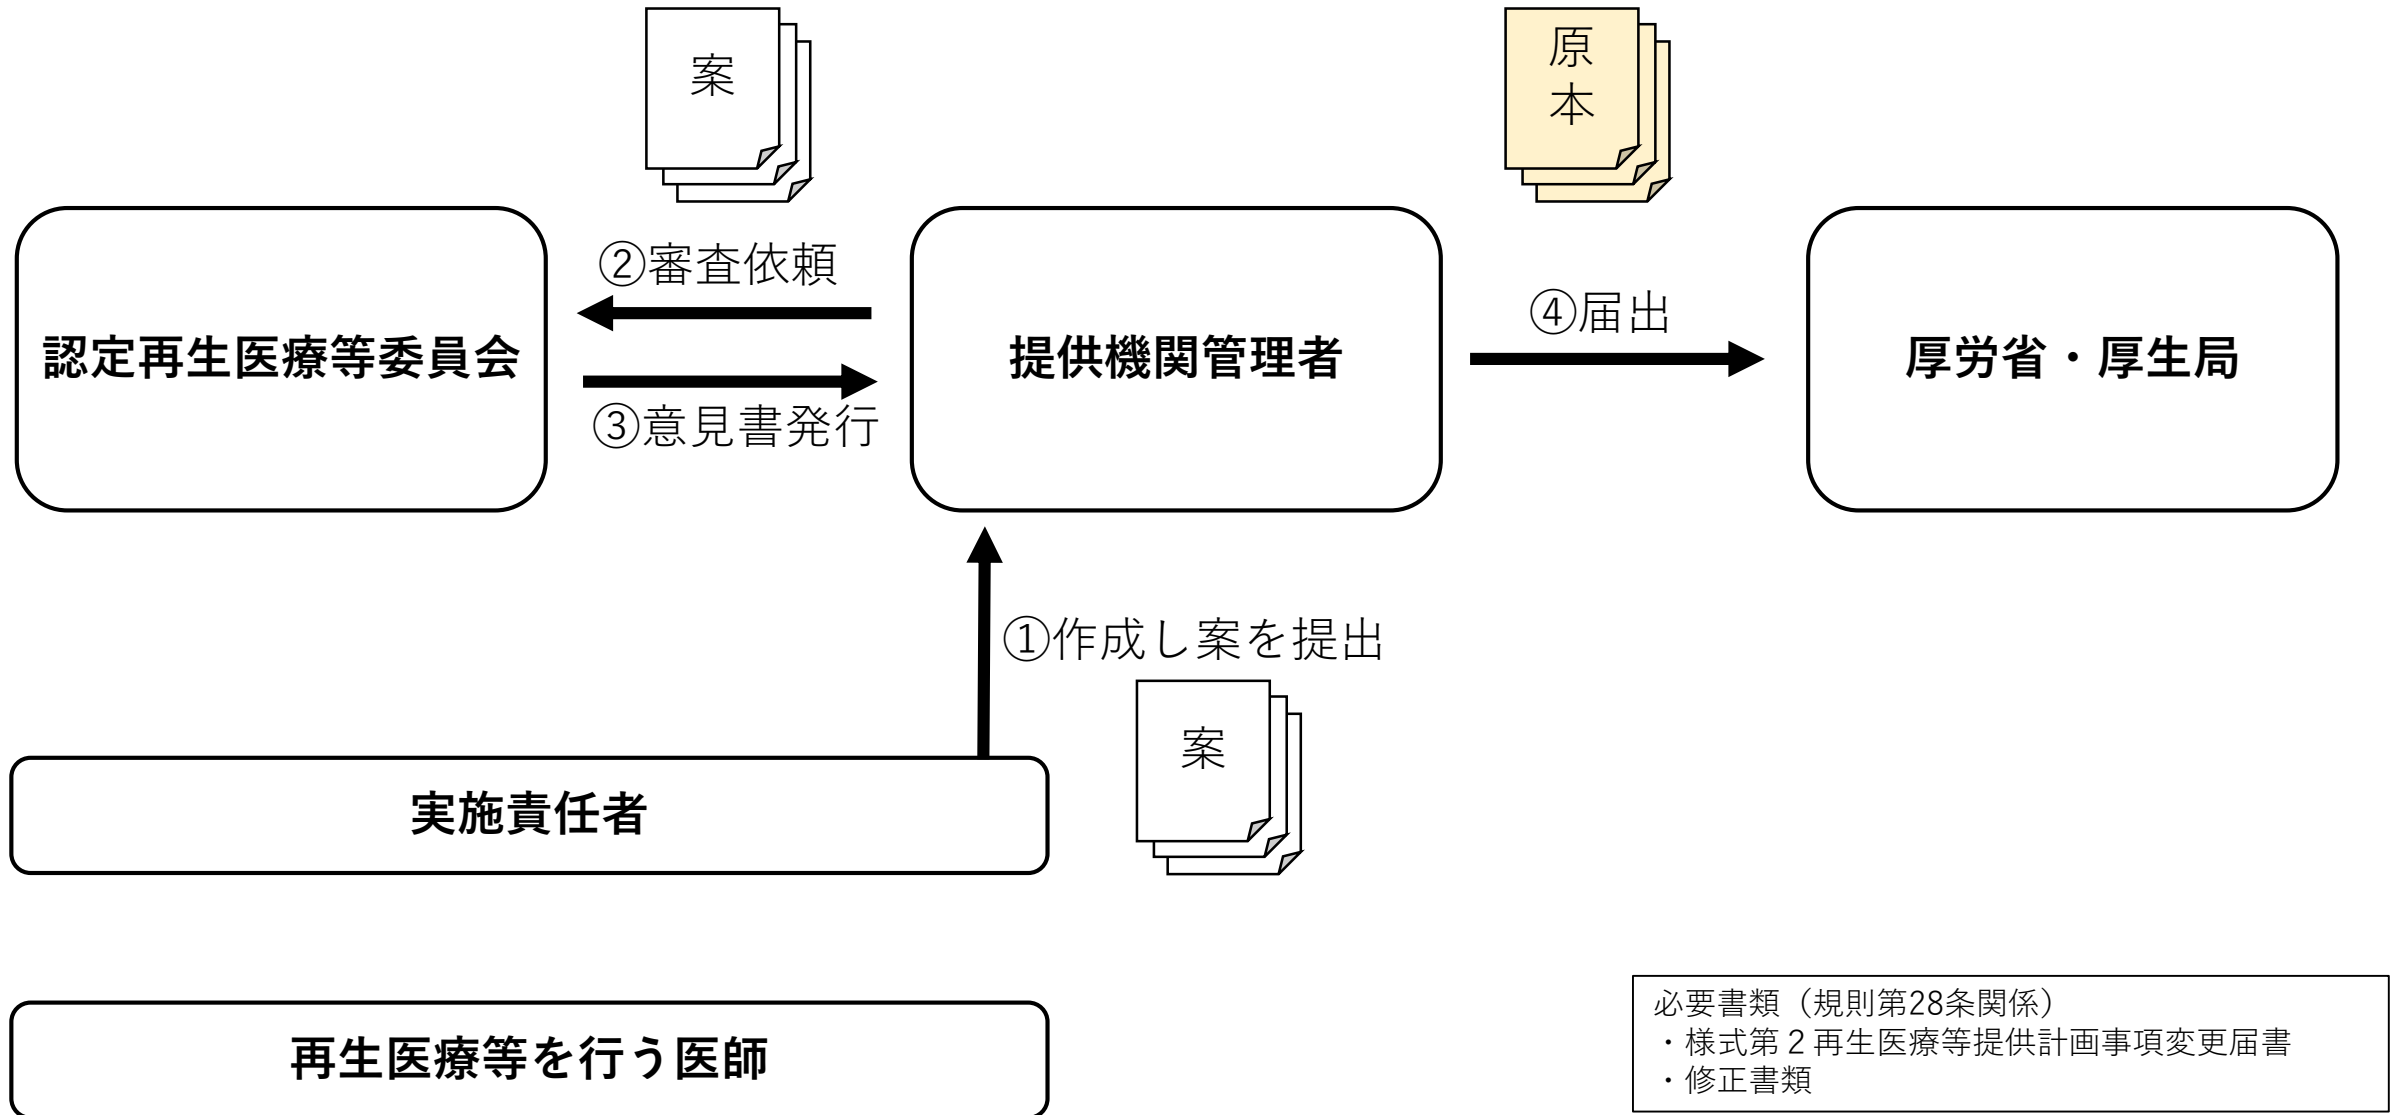 案
原
本
②審査依頼
認定再生医療等委員会
③意見書発行
提供機関管理者
④届出
厚労省・厚生局
①作成し案を提出
案
実施責任者
再生医療等を行う医師
必要書類（規則第28条関係）
・様式第２再生医療等提供計画事項変更届書
・修正書類